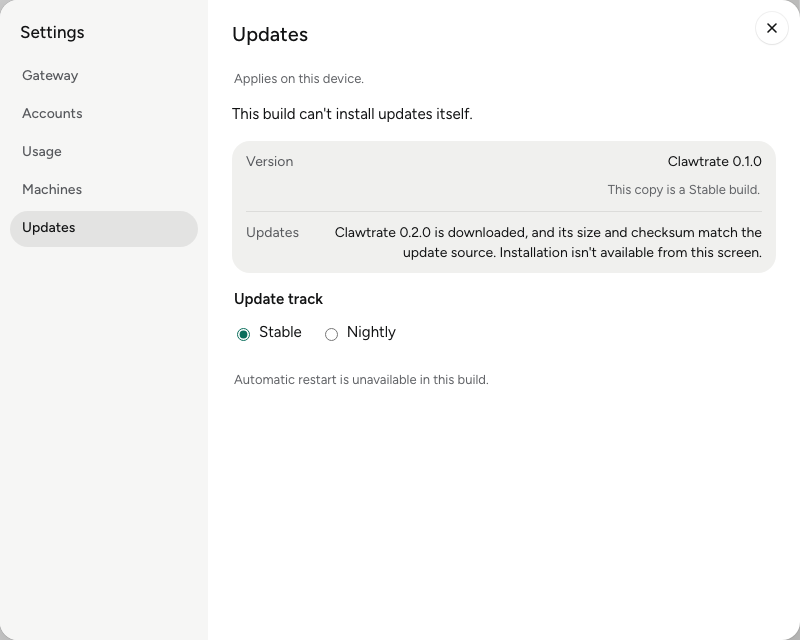 Settings
Gateway
Accounts
Usage
Machines
Updates
Updates
Applies on this device.
This build can't install updates itself.
Version
Clawtrate 0.1.0
This copy is a Stable build.
Updates
Clawtrate 0.2.0 is downloaded, and its size and checksum match the
update source. Installation isn't available from this screen.
Update track
Stable
Nightly
Automatic restart is unavailable in this build.